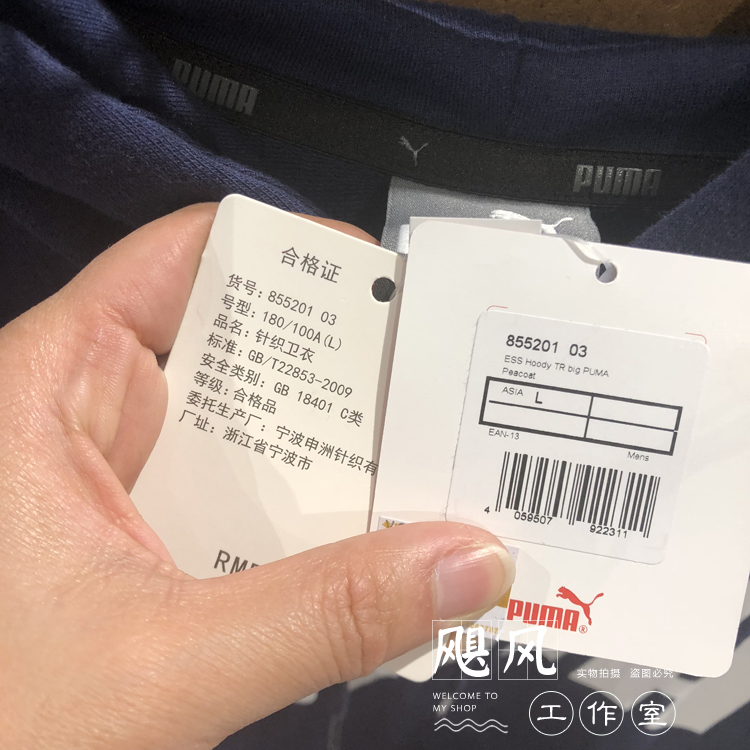 PUMA
PUMA
合格证
货号: 855201 03
号型: 180/100A(L)
品名: 针织卫衣
标准: GB/T22853-2009
安全类别: GB 18401 C类
等级: 合格品
委托生产厂: 宁波申洲针织有
厂址: 浙江省宁波市
855201 03
ESS Hoody TR big PUMA
Peacoat
ASIA L
EAN-13
Mens
4 059507 922311
PUMA®
飓风
实物拍摄 盗图必究
WELCOME TO
MY SHOP
工作室